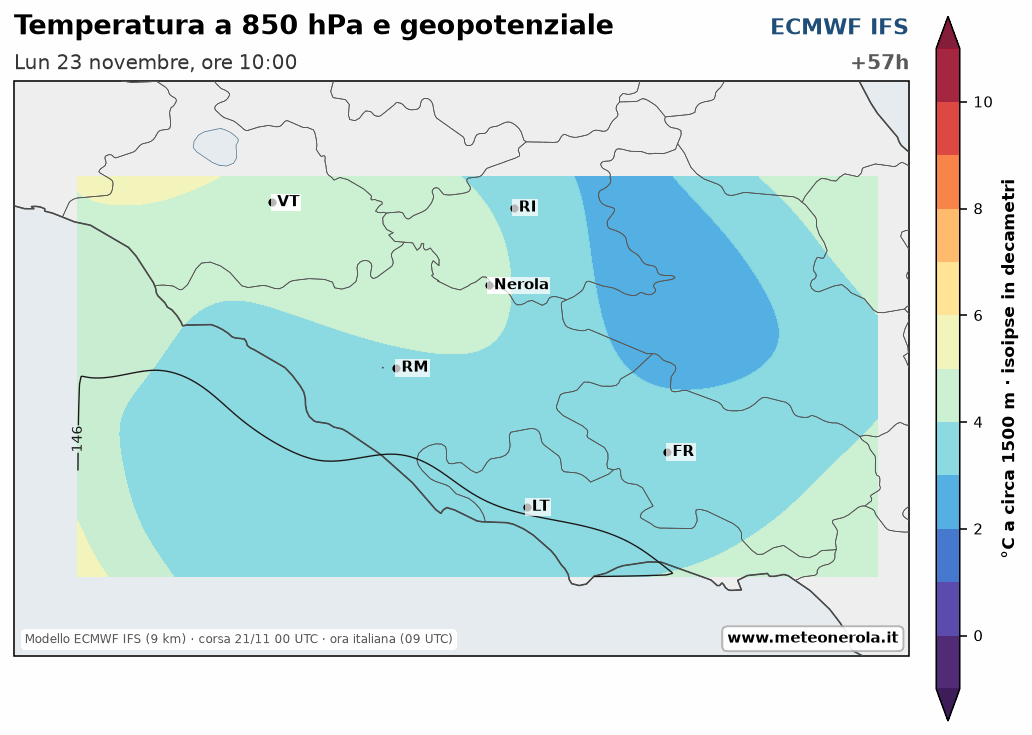 Temperatura a 850 hPa e geopotenziale
ECMWF IFS
Lun 23 novembre, ore 10:00
+57h
VT
RI
Nerola
RM
146
FR
LT
10
8
6
4
2
0
°C a circa 1500 m · isoipse in decametri
Modello ECMWF IFS (9 km) · corsa 21/11 00 UTC · ora italiana (09 UTC)
www.meteonerola.it